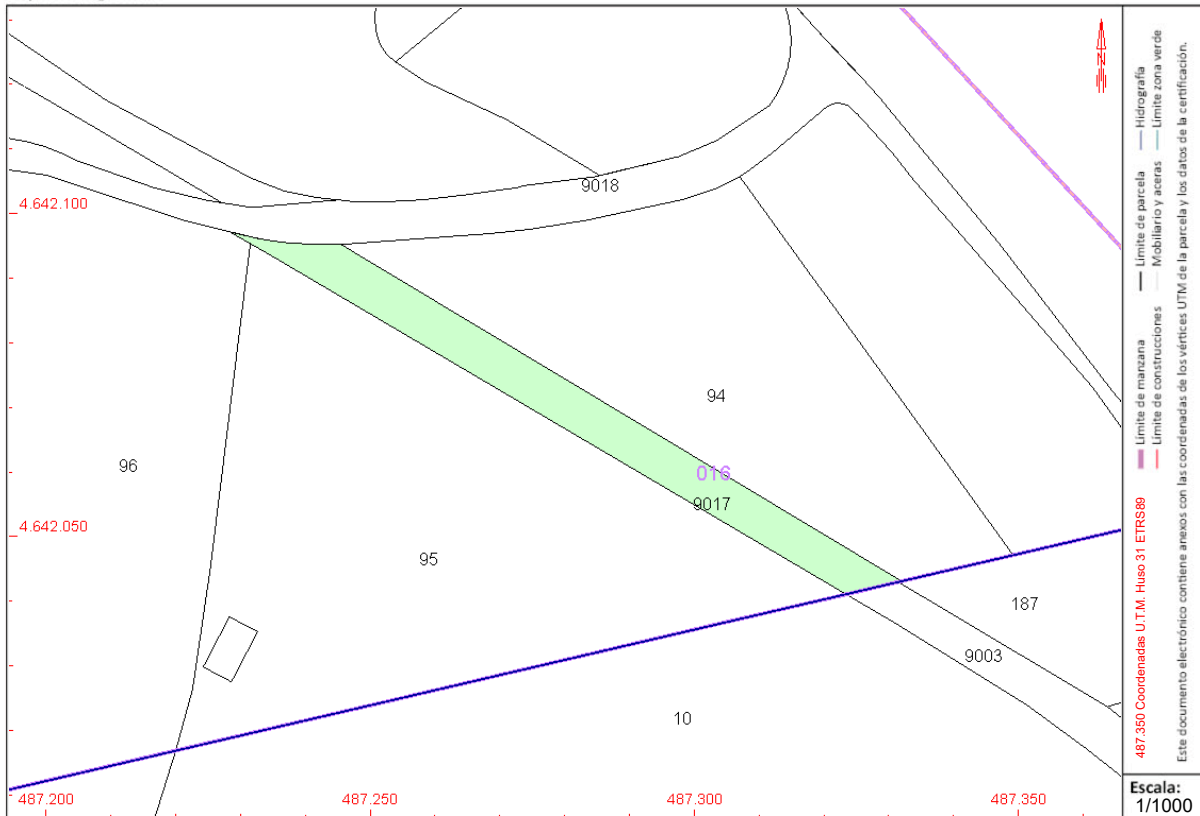 9018
4.642.100
94
96
016
9017
4.642.050
95
187
9003
10
487.200
487.250
487.300
487.350
N
Límite de manzana
Límite de parcela
Hidrografía
Límite de construcciones
Mobiliario y aceras
Límite zona verde
487.350 Coordenadas U.T.M. Huso 31 ETRS89
Este documento electrónico contiene anexos con las coordenadas de los vértices UTM de la parcela y los datos de la certificación.
Escala:
1/1000